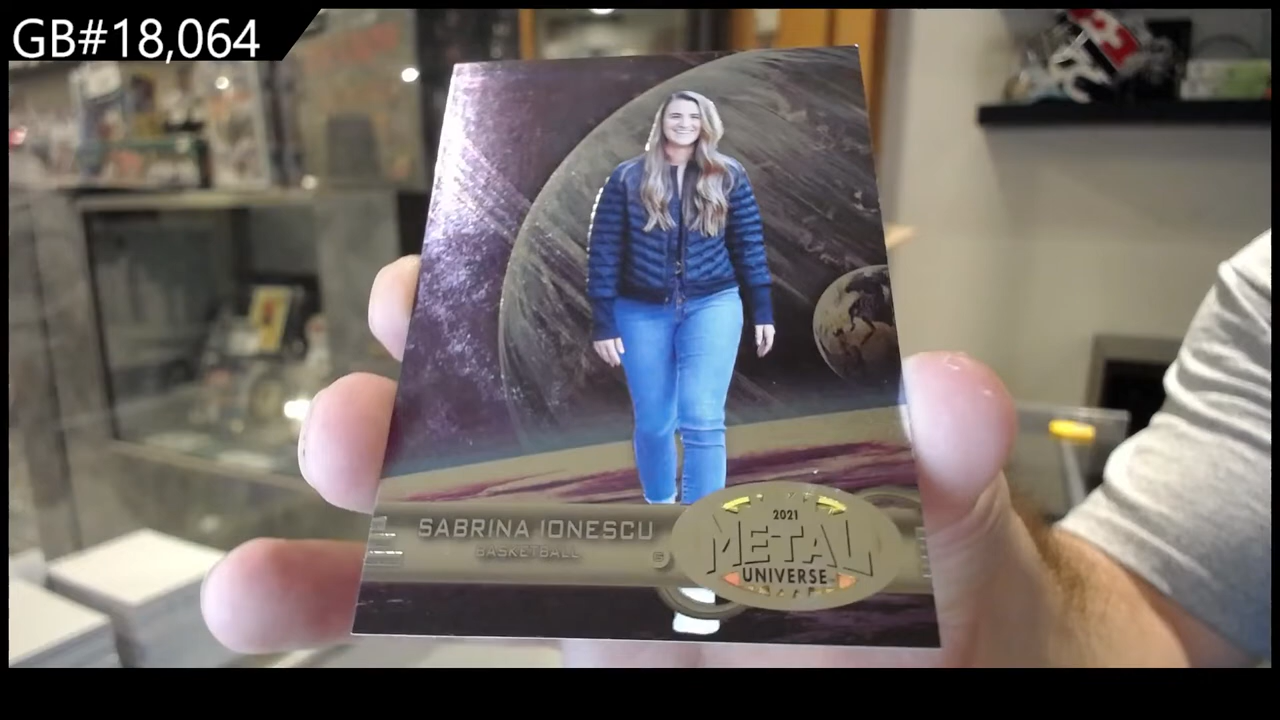 GB#18,064
SABRINA IONESCU
BASKETBALL
2021
METAL
UNIVERSE